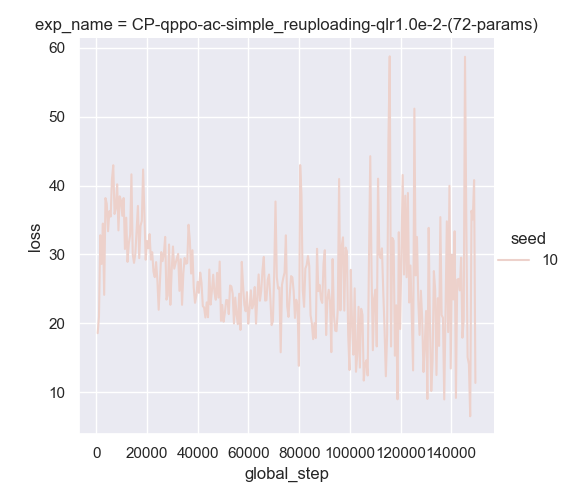 exp_name = CP-qppo-ac-simple_reuploading-qlr1.0e-2-(72-params)
60
50
40
30
20
10
loss
seed
10
0 20000 40000 60000 80000 100000 120000 140000
global_step